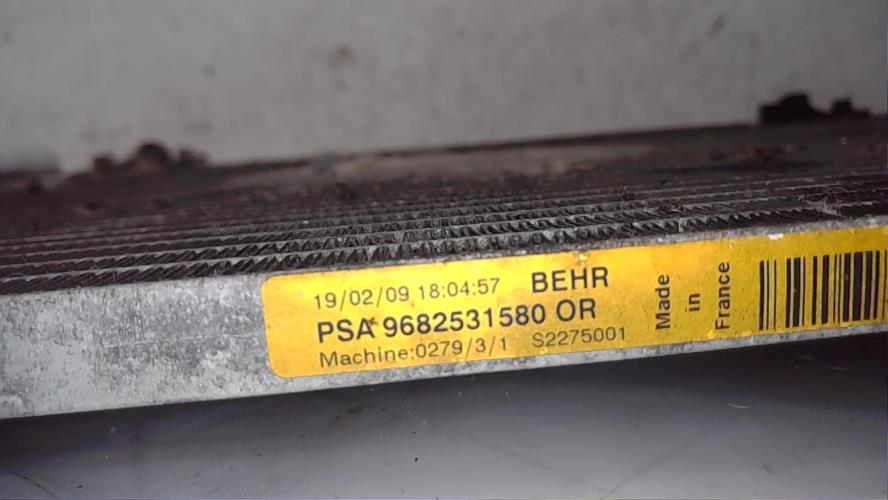 19/02/09 18:04:57 BEHR
PSA 9682531580 OR
Machine:0279/3/1 S2275001
Made
in
France